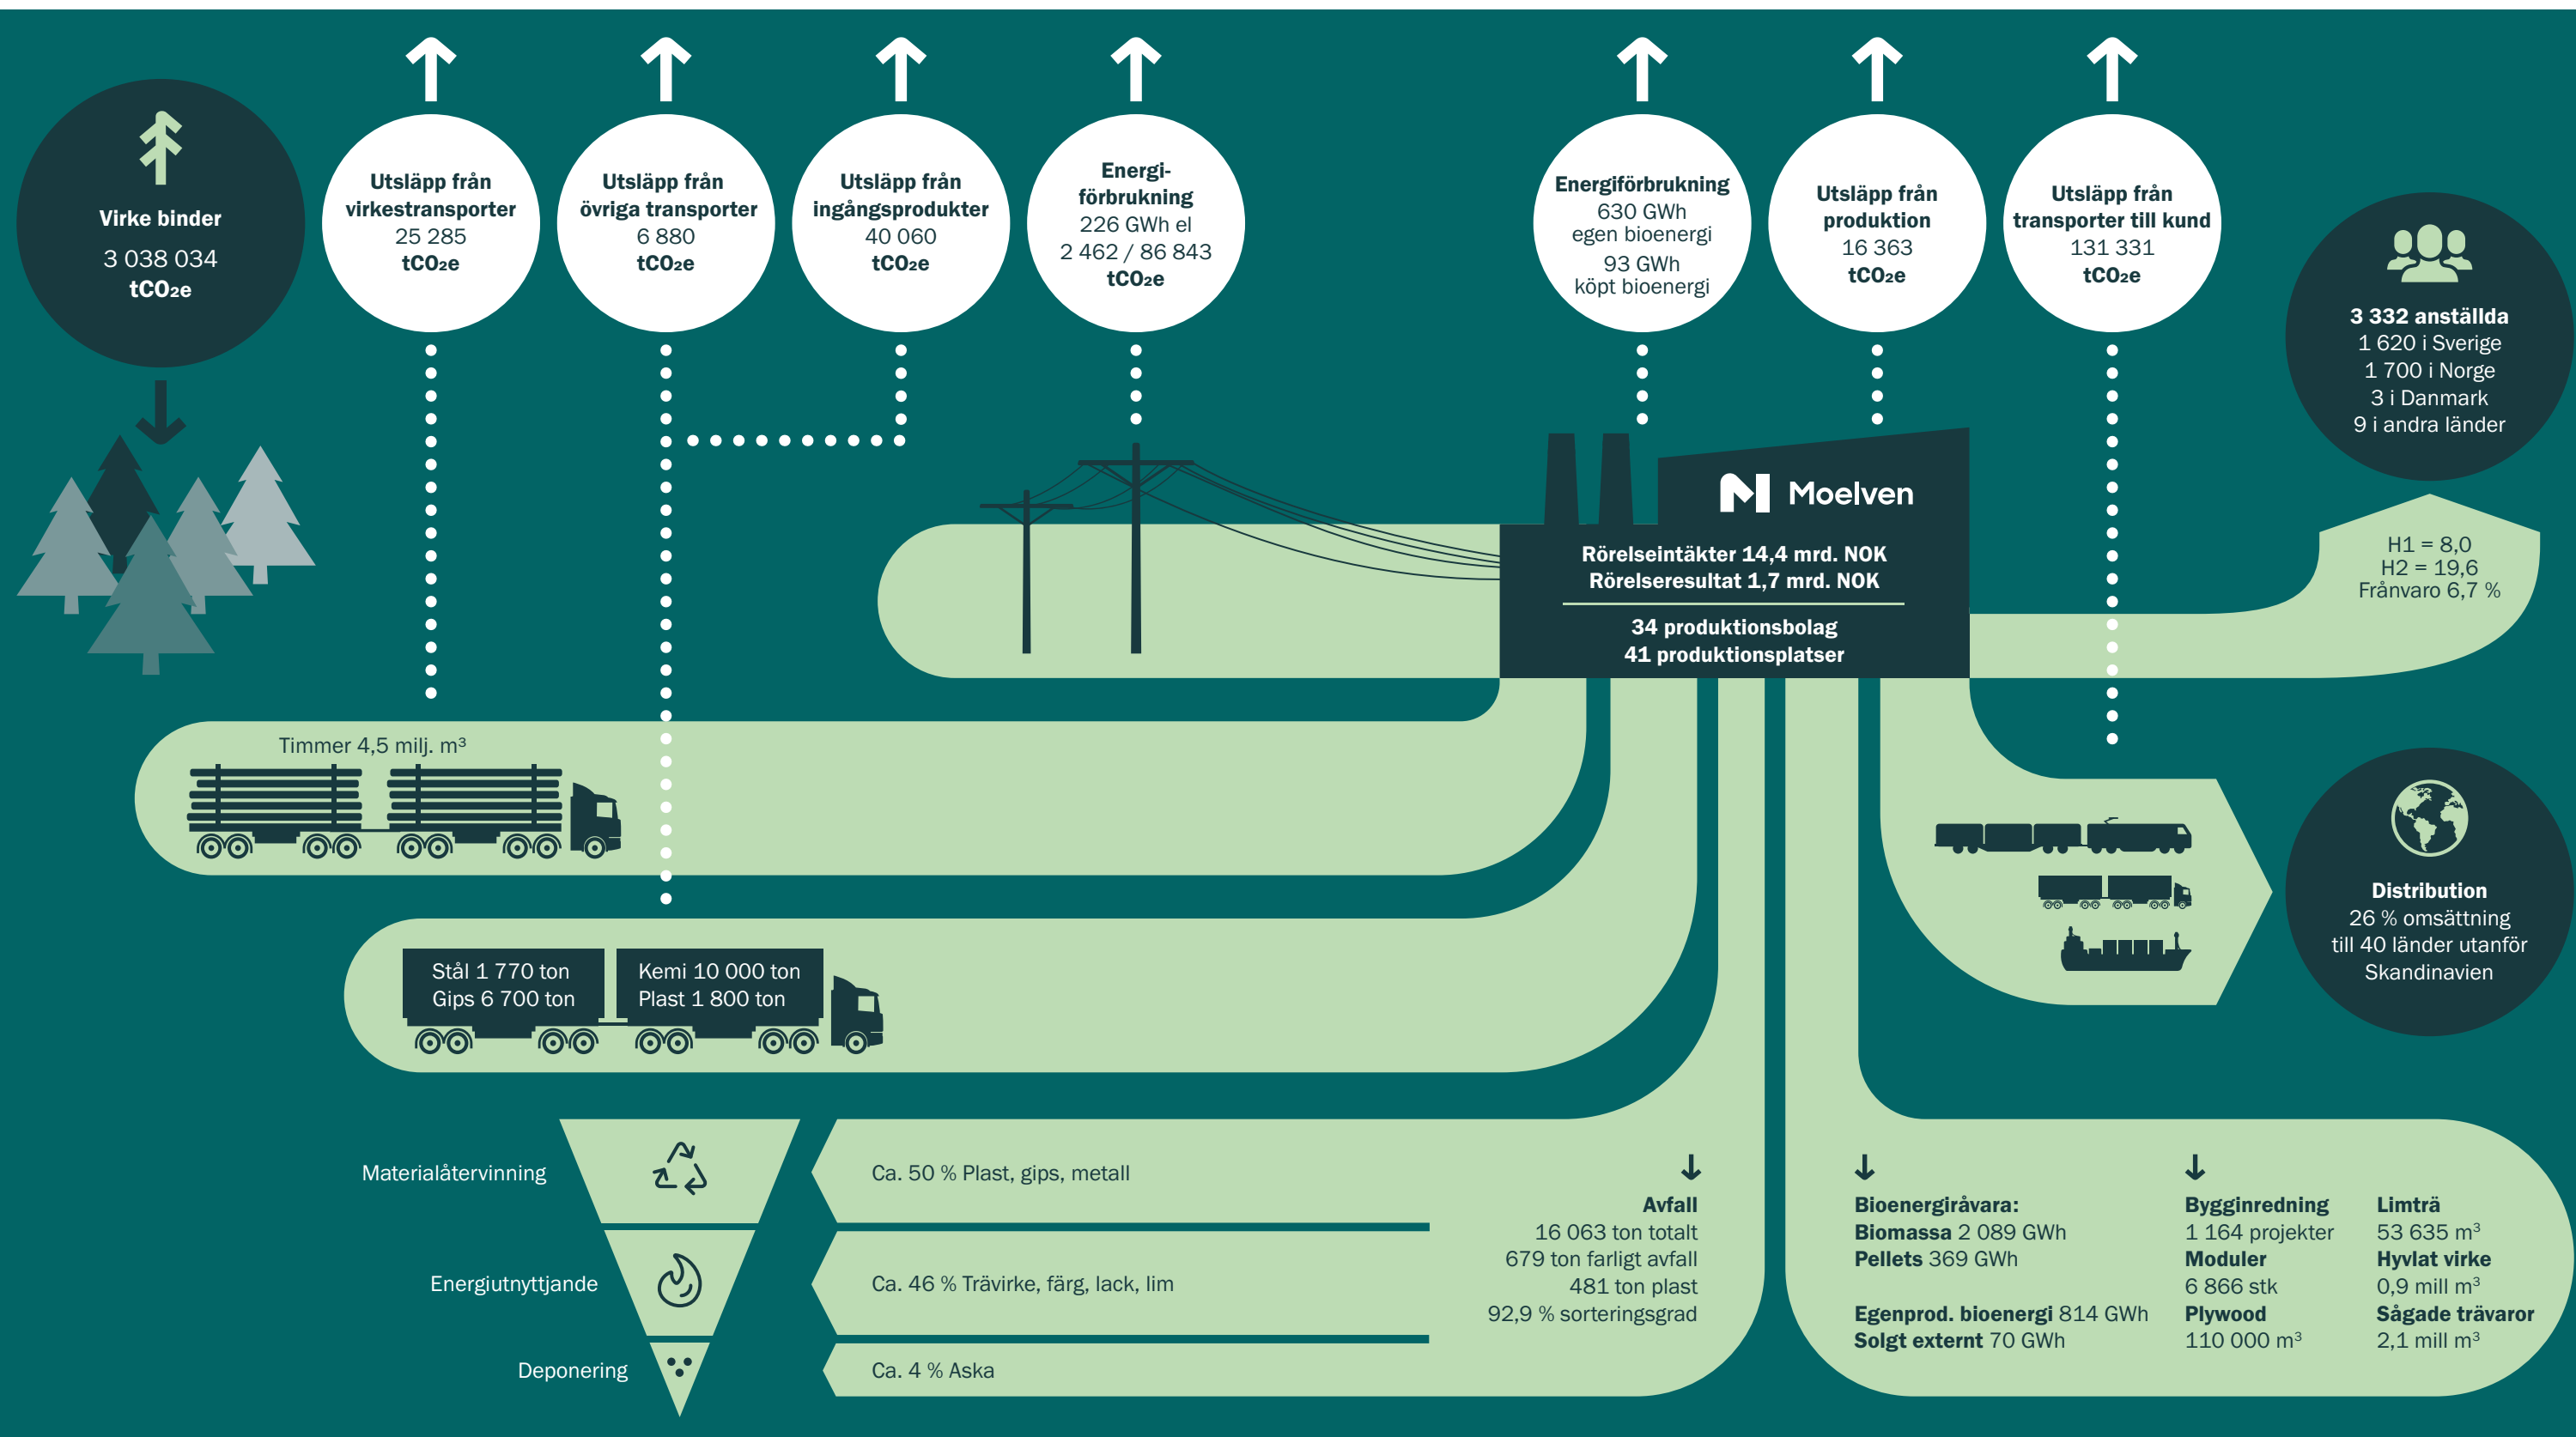 Virke binder
3 038 034
tCO₂e
Utsläpp från
virkestransporter
25 285
tCO₂e
Utsläpp från
övriga transporter
6 880
tCO₂e
Utsläpp från
ingångsprodukter
40 060
tCO₂e
Energi-
förbrukning
226 GWh el
2 462 / 86 843
tCO₂e
Energiförbrukning
630 GWh
egen bioenergi
93 GWh
köpt bioenergi
Utsläpp från
produktion
16 363
tCO₂e
Utsläpp från
transporter till kund
131 331
tCO₂e
3 332 anställda
1 620 i Sverige
1 700 i Norge
3 i Danmark
9 i andra länder
H1 = 8,0
H2 = 19,6
Frånvaro 6,7 %
Moelven
Rörelseintäkter 14,4 mrd. NOK
Rörelseresultat 1,7 mrd. NOK
34 produktionsbolag
41 produktionsplatser
Timmer 4,5 milj. m³
Stål 1 770 ton
Gips 6 700 ton
Kemi 10 000 ton
Plast 1 800 ton
Distribution
26 % omsättning
till 40 länder utanför
Skandinavien
Materialåtervinning
Ca. 50 % Plast, gips, metall
Energiutnyttjande
Ca. 46 % Trävirke, färg, lack, lim
Deponering
Ca. 4 % Aska
Avfall
16 063 ton totalt
679 ton farligt avfall
481 ton plast
92,9 % sorteringsgrad
Bioenergiråvara:
Biomassa 2 089 GWh
Pellets 369 GWh
Egenprod. bioenergi 814 GWh
Solgt externt 70 GWh
Bygginredning
1 164 projekter
Moduler
6 866 stk
Plywood
110 000 m³
Limträ
53 635 m³
Hyvlat virke
0,9 mill m³
Sågade trävaror
2,1 mill m³